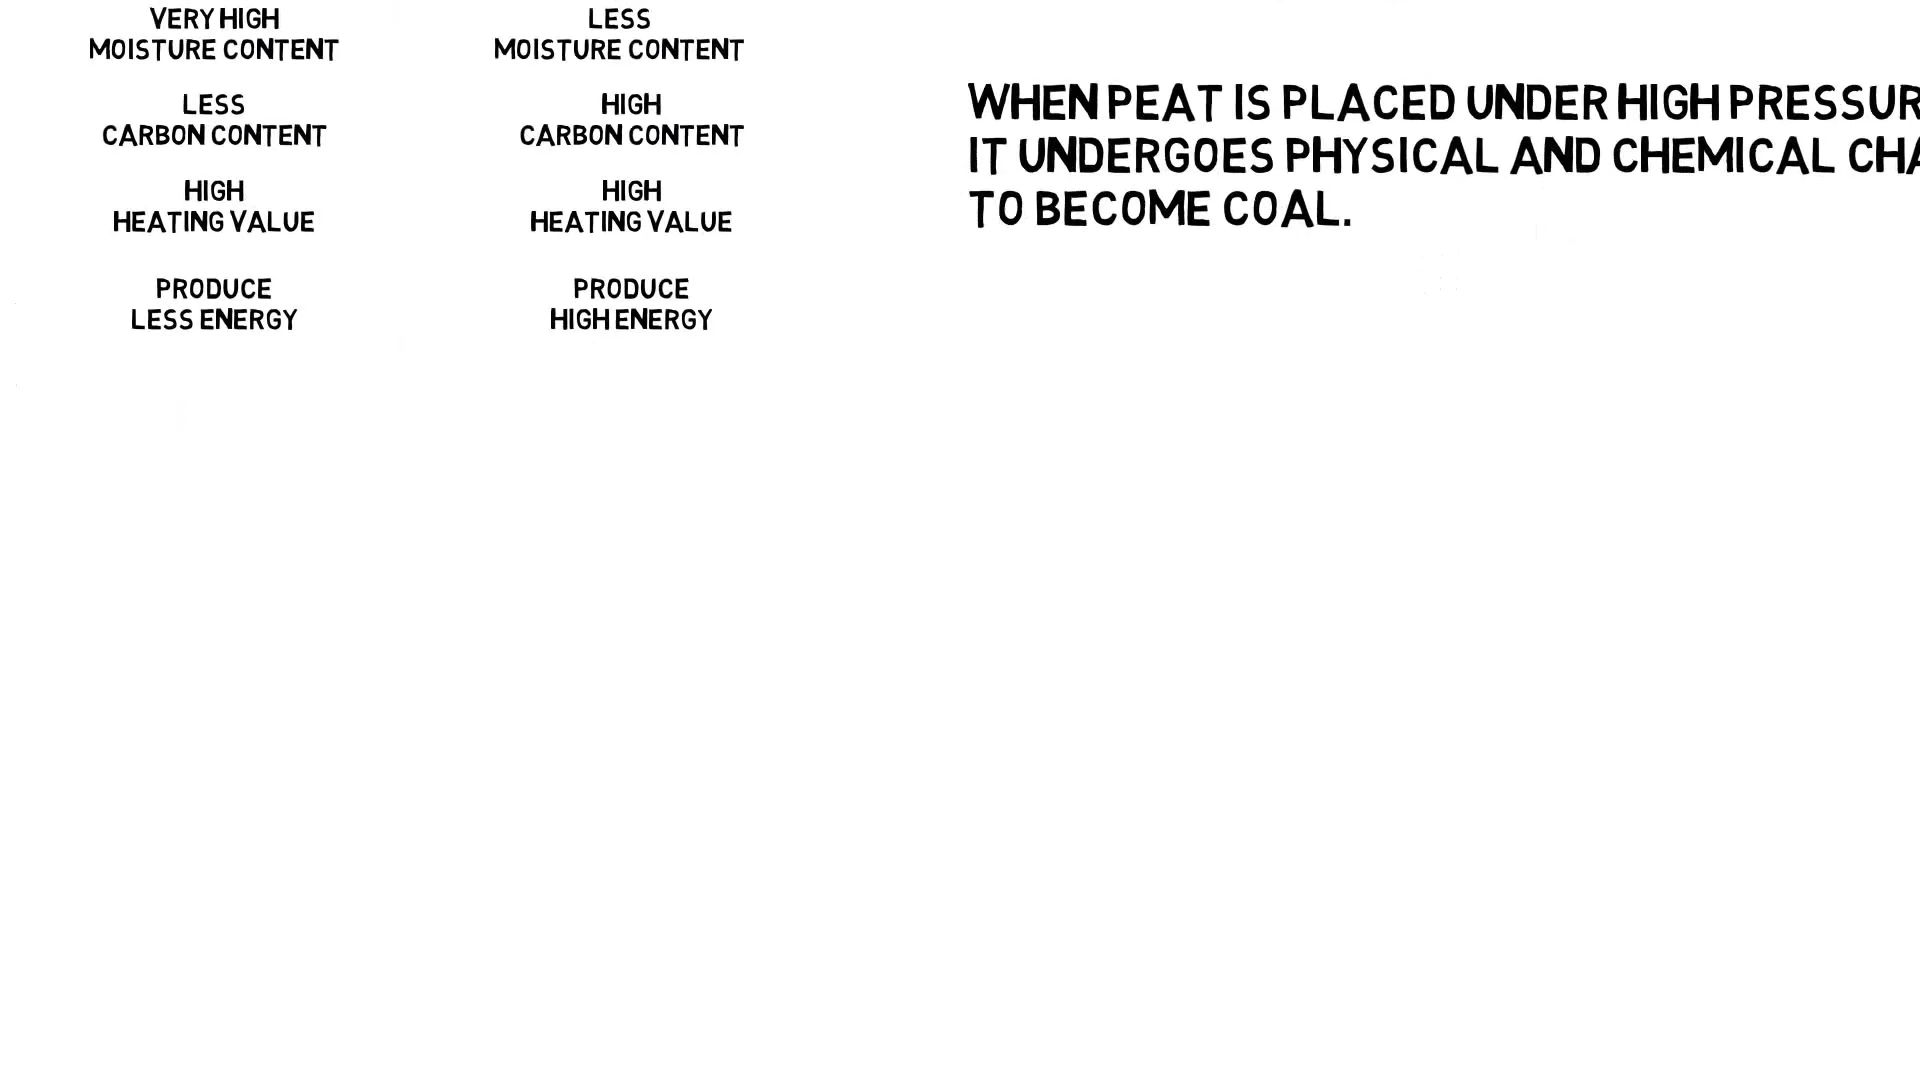 VERY HIGH
MOISTURE CONTENT
LESS
CARBON CONTENT
HIGH
HEATING VALUE
PRODUCE
LESS ENERGY
LESS
MOISTURE CONTENT
HIGH
CARBON CONTENT
HIGH
HEATING VALUE
PRODUCE
HIGH ENERGY
WHEN PEAT IS PLACED UNDER HIGH PRESSUR
IT UNDERGOES PHYSICAL AND CHEMICAL CHA
TO BECOME COAL.